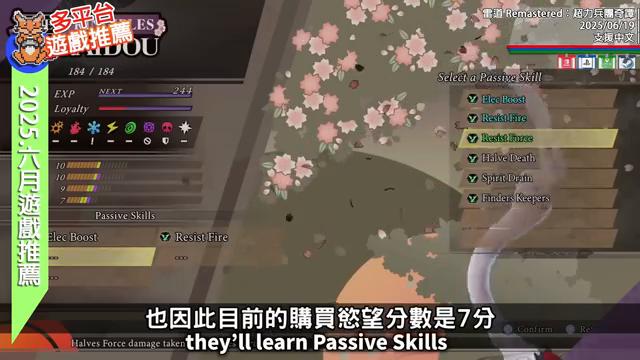 多平台
遊戲推薦
雷道 Remastered：超力兵團奇譚
2025/06/19
支援中文
184 / 184
EXP NEXT 244
Loyalty
10
10
9
7
Passive Skills
Elec Boost
Resist Fire
---
---
Select a Passive Skill
Elec Boost
Resist Fire
Resist Force
Halve Death
Spirit Drain
Finders Keepers
2025.六月遊戲推薦
Confirm
Halves Force damage taken
也因此目前的購買慾望分數是7分
they'll learn Passive Skills